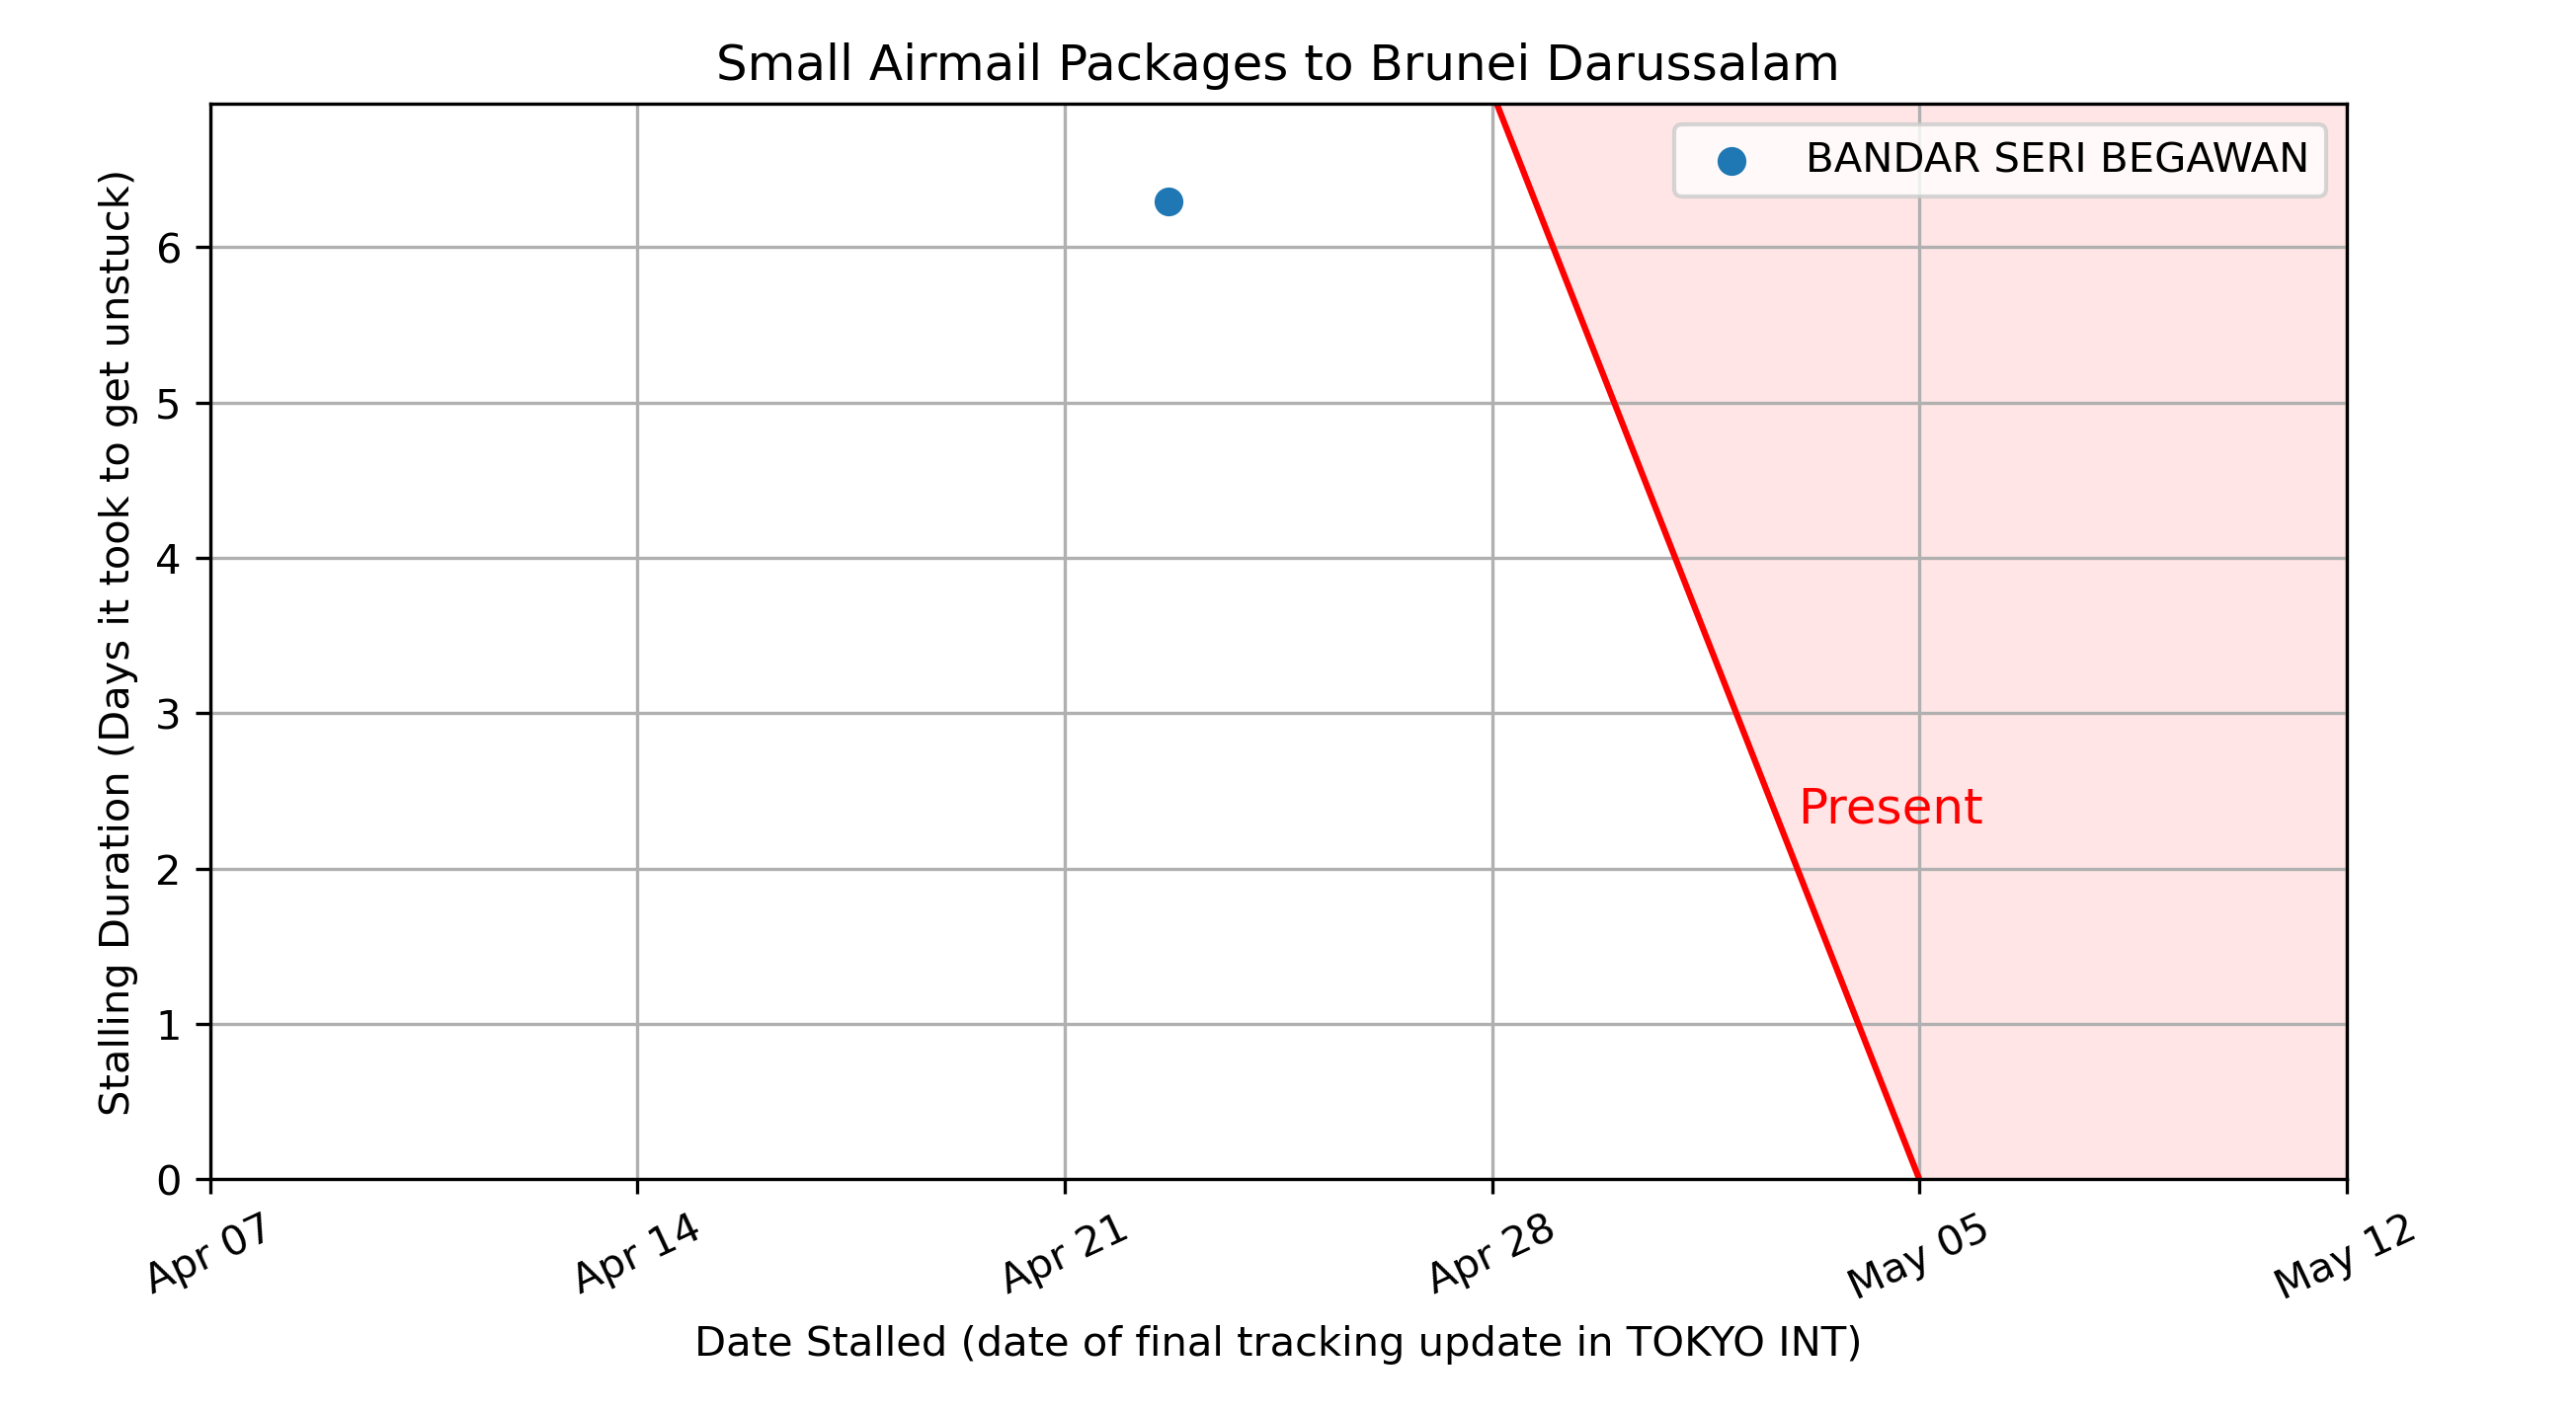 Small Airmail Packages to Brunei Darussalam
BANDAR SERI BEGAWAN
Stalling Duration (Days it took to get unstuck)
6
5
4
3
2
1
0
Present
Apr 07
Apr 14
Apr 21
Apr 28
May 05
May 12
Date Stalled (date of final tracking update in TOKYO INT)